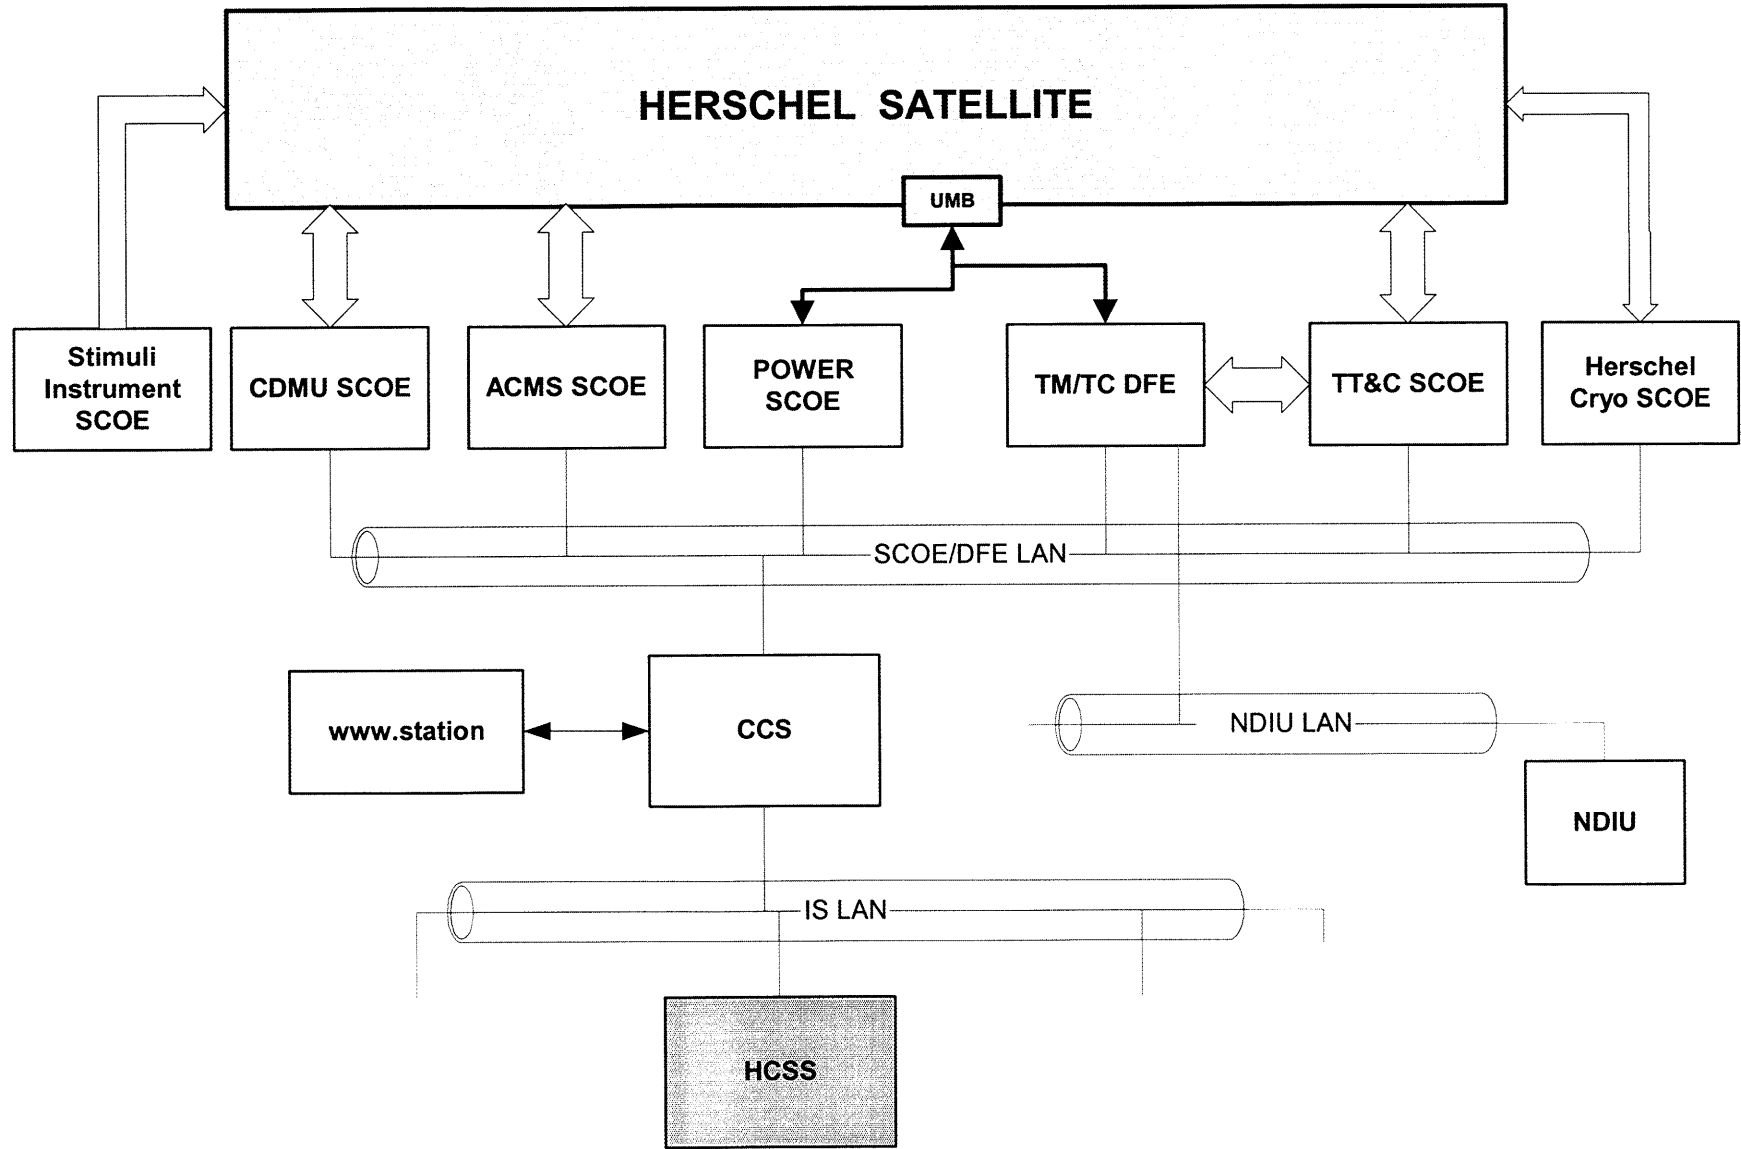 HERSCHEL SATELLITE
UMB
Stimuli
Instrument
SCOE
CDMU SCOE
ACMS SCOE
POWER
SCOE
TM/TC DFE
TT&C SCOE
Herschel
Cryo SCOE
SCOE/DFE LAN
www.station
CCS
NDIU LAN
NDIU
IS LAN
HCSS